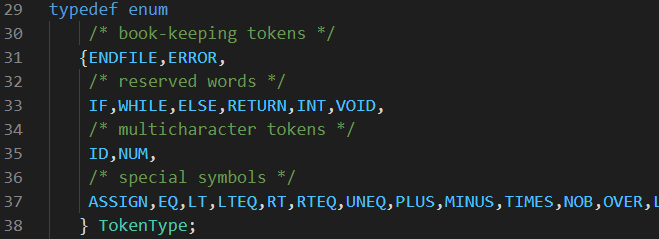 29 typedef enum
30 /* book-keeping tokens */
31 {ENDFILE,ERROR,
32 /* reserved words */
33 IF,WHILE,ELSE,RETURN,INT,VOID,
34 /* multicharacter tokens */
35 ID,NUM,
36 /* special symbols */
37 ASSIGN,EQ,LT,LTEQ,RT,RTEQ,UNEQ,PLUS,MINUS,TIMES,NOB,OVER,
38 } TokenType;